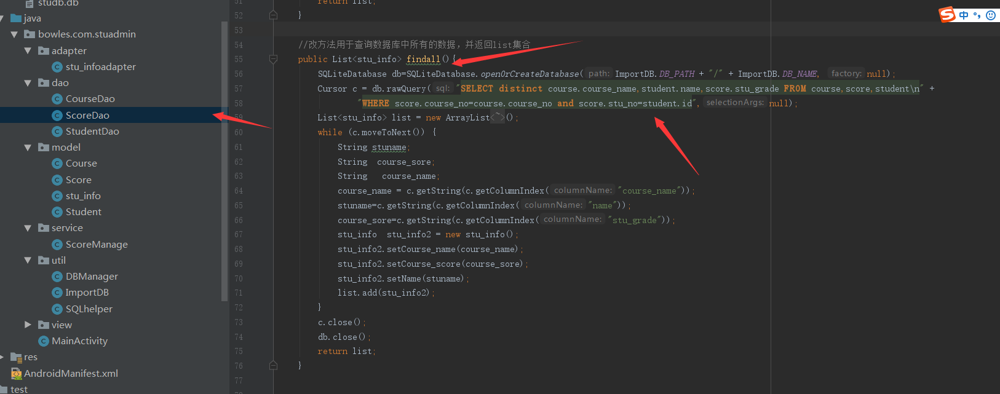 studb.db
java
bowles.com.stuadmin
adapter
stu_infoadapter
dao
CourseDao
ScoreDao
StudentDao
model
Course
Score
stu_info
Student
service
ScoreManage
util
DBManager
ImportDB
SQLhelper
view
MainActivity
res
AndroidManifest.xml
test
51 return list;
52 }
53
54 //改方法用于查询数据库中所有的数据，并返回list集合
55 public List<stu_info> findall(){
56 SQLiteDatabase db=SQLiteDatabase.openOrCreateDatabase( path: ImportDB.DB_PATH + "/" + ImportDB.DB_NAME, factory: null);
57 Cursor c = db.rawQuery( sql: "SELECT distinct course.course_name,student.name,score.stu_grade FROM course,score,student\n" +
58 "WHERE score.course_no=course.course_no and score.stu_no=student.id", selectionArgs: null);
59 List<stu_info> list = new ArrayList<~>();
60 while (c.moveToNext()) {
61 String stuname;
62 String course_sore;
63 String course_name;
64 course_name = c.getString(c.getColumnIndex( columnName: "course_name"));
65 stuname=c.getString(c.getColumnIndex( columnName: "name"));
66 course_sore=c.getString(c.getColumnIndex( columnName: "stu_grade"));
67 stu_info stu_info2 = new stu_info();
68 stu_info2.setCourse_name(course_name);
69 stu_info2.setCourse_score(course_sore);
70 stu_info2.setName(stuname);
71 list.add(stu_info2);
72 }
73 c.close();
74 db.close();
75 return list;
76 }
77
S中°,